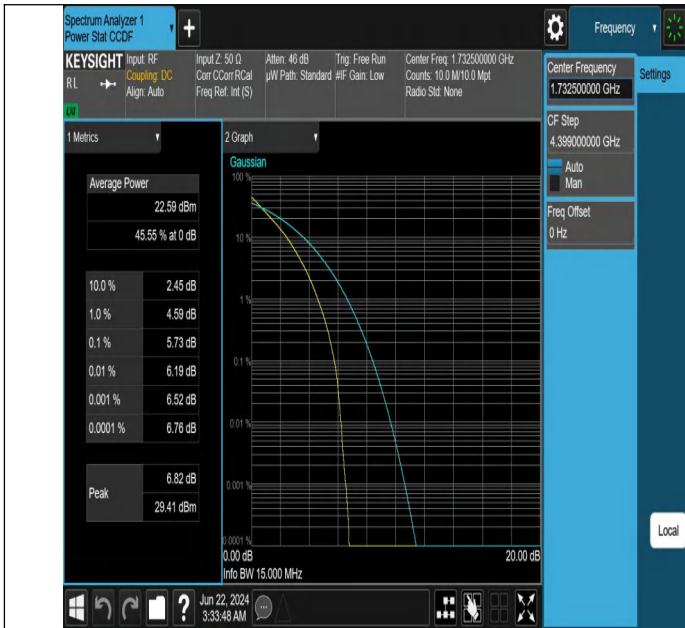 Spectrum Analyzer 1
Power Stat CCDF
Frequency
KEYSIGHT
RL
Input: RF
Coupling: DC
Align: Auto
Input Z: 50 Ω
Corr CCorr RCal
Freq Ref: Int (S)
Atten: 46 dB
µW Path: Standard
Trig: Free Run
#IF Gain: Low
Center Freq: 1.732500000 GHz
Counts: 10.0 M/10.0 Mpt
Radio Std: None
Center Frequency
1.732500000 GHz
Settings
CF Step
4.399000000 GHz
Auto
Man
Freq Offset
0 Hz
Local
1 Metrics
Average Power
22.59 dBm
45.55 % at 0 dB
10.0 % 2.45 dB
1.0 % 4.59 dB
0.1 % 5.73 dB
0.01 % 6.19 dB
0.001 % 6.52 dB
0.0001 % 6.76 dB
Peak
6.82 dB
29.41 dBm
2 Graph
Gaussian
100 %
10 %
1 %
0.1 %
0.01 %
0.001 %
0.0001 %
0.00 dB
20.00 dB
Info BW 15.000 MHz
?
Jun 22, 2024
3:33:48 AM